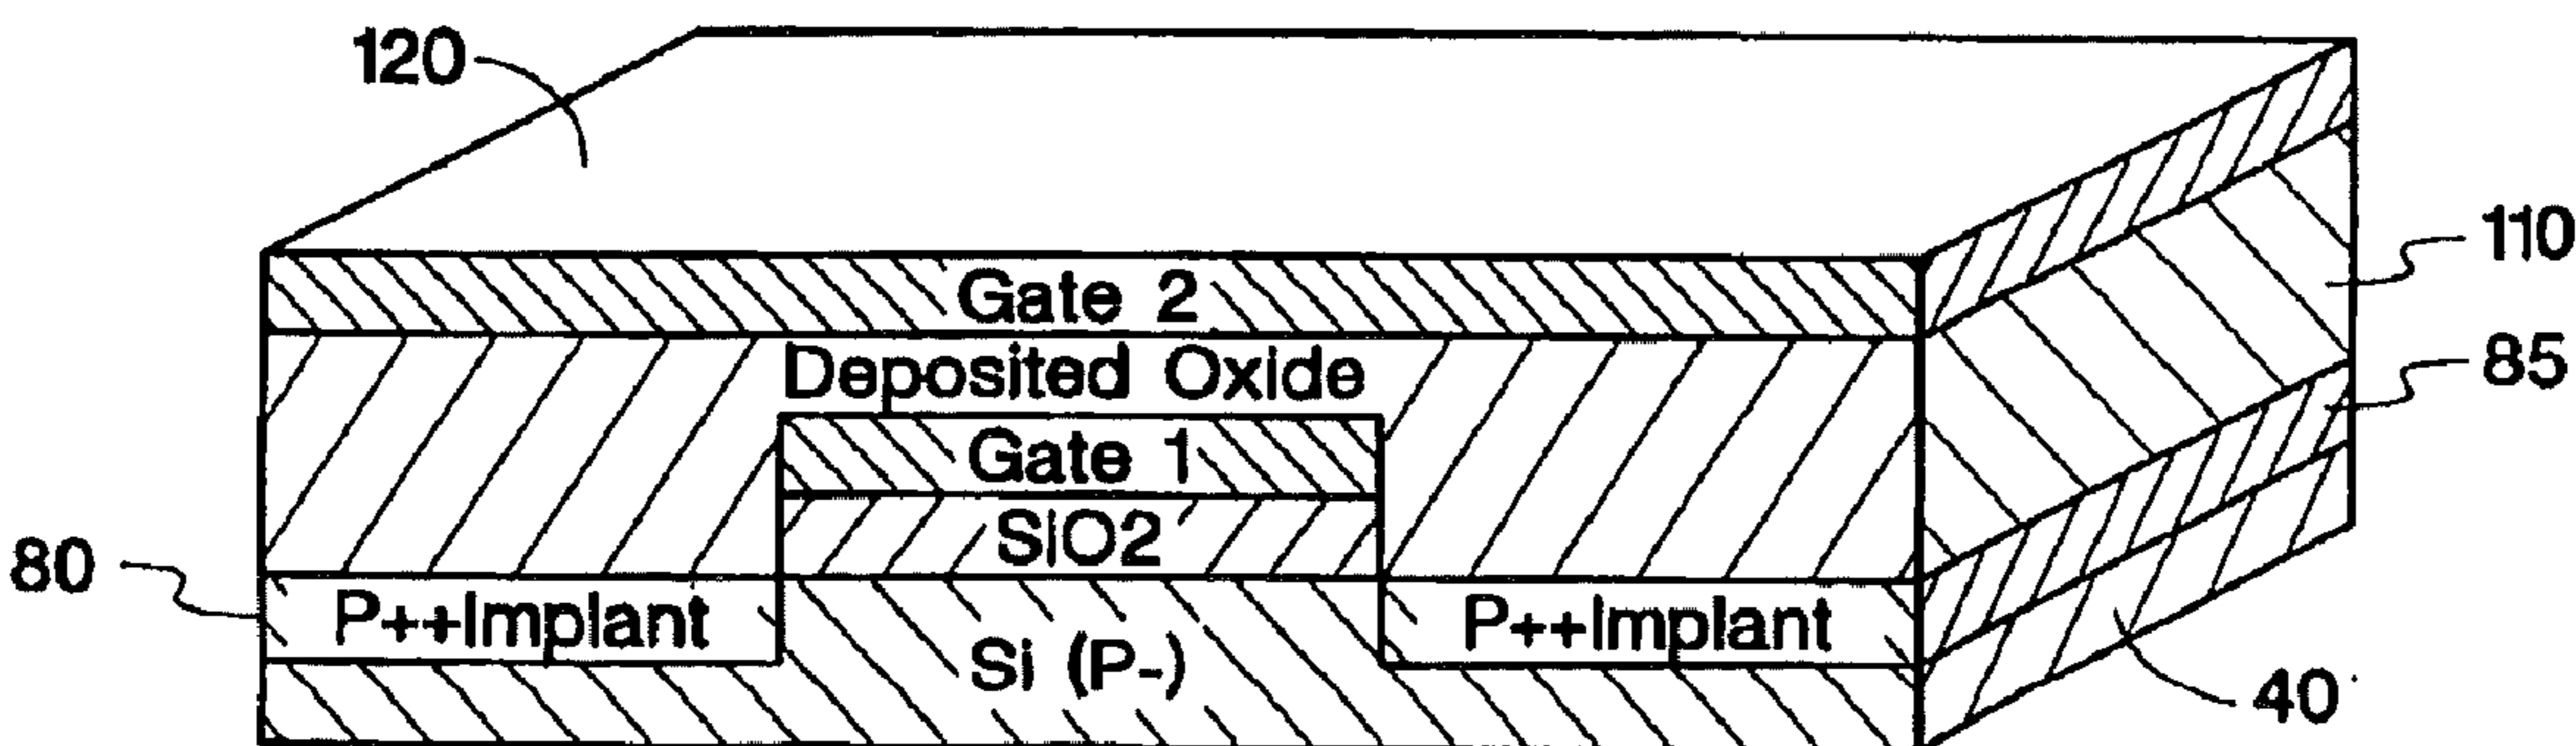 120
110
Gate 2
85
Deposited Oxide
Gate 1
SiO2
80
P++Implant
P++Implant
Si (P-)
40